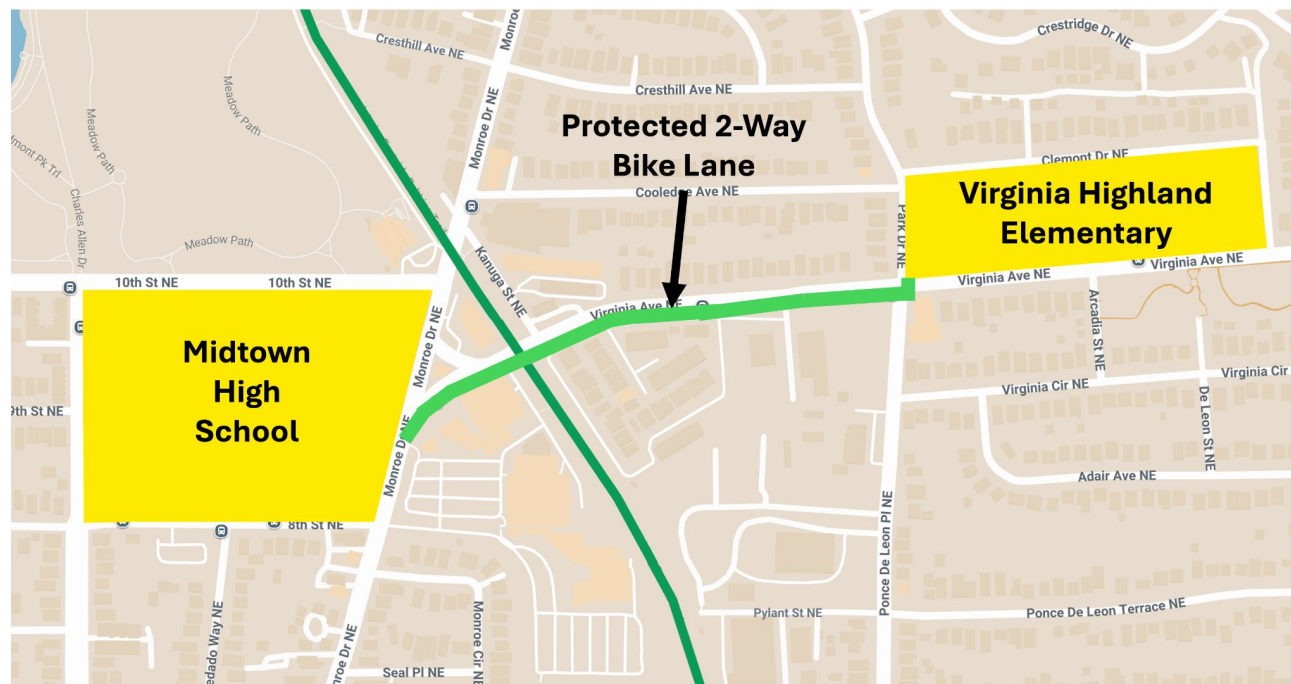 Crestridge Dr NE
Monroe
Cresthill Ave NE
Cresthill Ave NE
Meadow Path
Meadow Path
Monroe Dr NE
Protected 2-Way
Bike Lane
Clemont Dr NE
Pk Trl
Cooledge Ave NE
Virginia Highland
Elementary
Charles Allen Dr
Trail
Park Dr NE
Meadow Path
Kanuga St NE
Virginia Ave NE
Virginia Ave NE
10th St NE
10th St NE
Virginia Ave NE
Arcadia St NE
Monroe Dr NE
Midtown
High
School
Virginia Cir NE
Virginia Cir
9th St NE
De Leon St NE
Monroe Dr NE
Adair Ave NE
8th St NE
Ponce De Leon Pl NE
Monroe Cir NE
Pylant St NE
Ponce De Leon Terrace NE
Way NE
Monroe Dr NE
Seal Pl NE